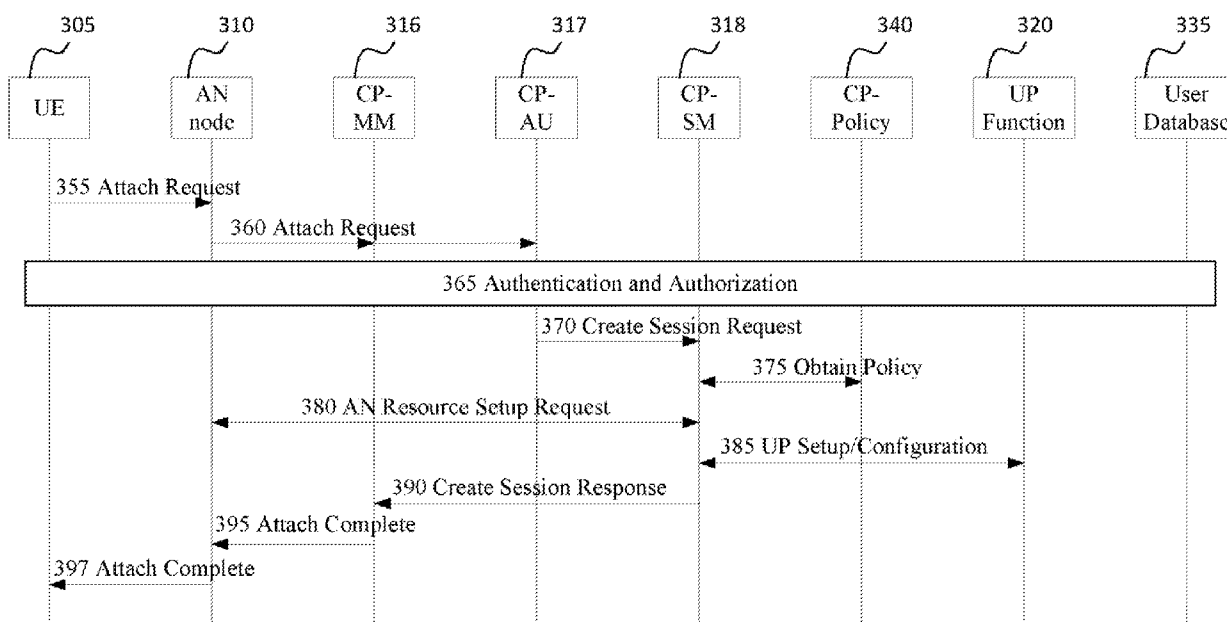 305 310 316 317 318 340 320 335
UE
AN
node
CP-
MM
CP-
AU
CP-
SM
CP-
Policy
UP
Function
User
Database
355 Attach Request
360 Attach Request
365 Authentication and Authorization
370 Create Session Request
375 Obtain Policy
380 AN Resource Setup Request
385 UP Setup/Configuration
390 Create Session Response
395 Attach Complete
397 Attach Complete